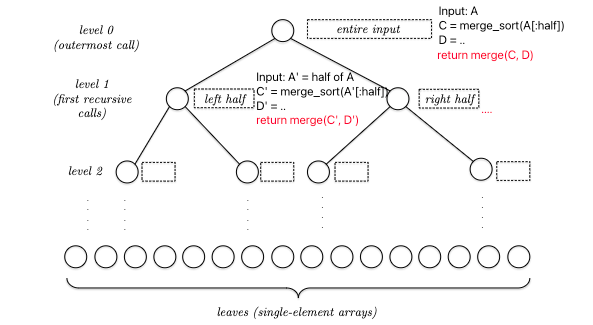 level 0
(outermost call)
entire input
Input: A
C = merge_sort(A[:half])
D = ..
return merge(C, D)
level 1
(first recursive
calls)
left half
Input: A' = half of A
C' = merge_sort(A'[:half])
D' = ..
return merge(C', D')
right half
....
level 2
leaves (single-element arrays)